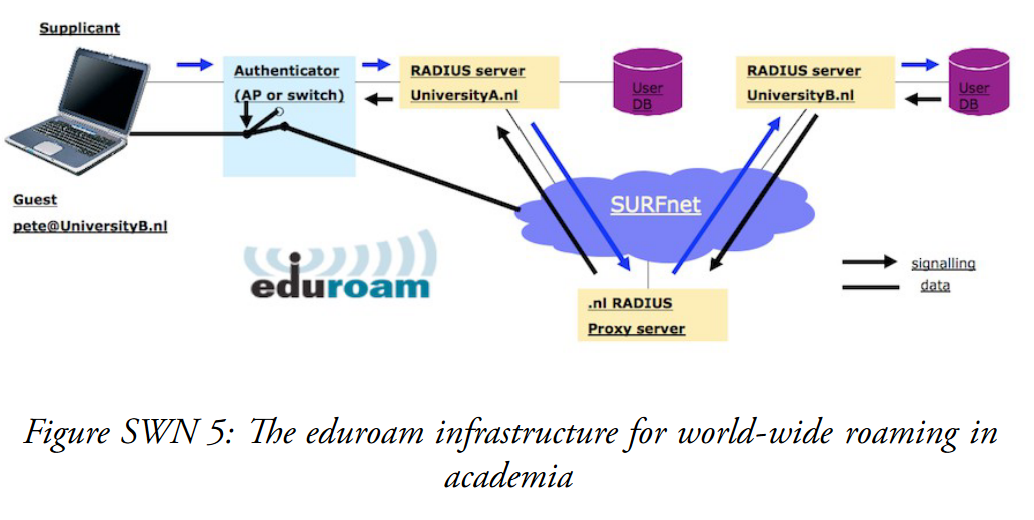 Supplicant
Authenticator
(AP or switch)
RADIUS server
UniversityA.nl
User
DB
RADIUS server
UniversityB.nl
User
DB
Guest
pete@UniversityB.nl
SURFnet
eduroam
signalling
data
.nl RADIUS
Proxy server
Figure SWN 5: The eduroam infrastructure for world-wide roaming in
academia